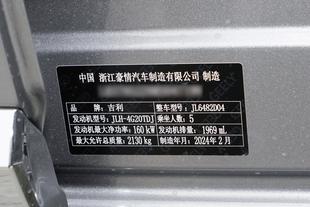 中国 浙江豪情汽车制造有限公司 制造
品牌 吉利 整车型号 JL6482D04
发动机型号 JLH-4G20TDJ 乘坐人数 5
发动机最大净功率 160 kW 发动机排量 1969 mL
最大允许总质量 2130 kg 制造年月 2024年2月